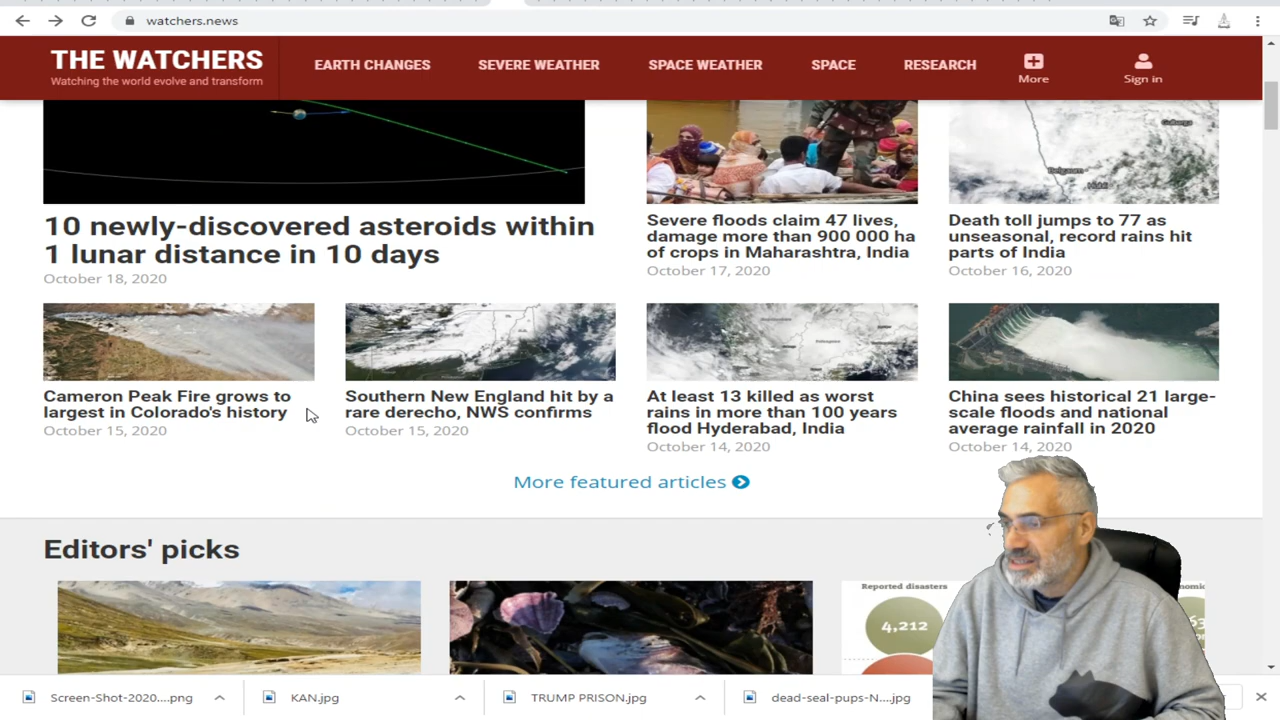 watchers.news
THE WATCHERS
Watching the world evolve and transform
EARTH CHANGES
SEVERE WEATHER
SPACE WEATHER
SPACE
RESEARCH
More
Sign in
10 newly-discovered asteroids within
1 lunar distance in 10 days
October 18, 2020
Severe floods claim 47 lives,
damage more than 900 000 ha
of crops in Maharashtra, India
October 17, 2020
Belgaum
Hubli
Death toll jumps to 77 as
unseasonal, record rains hit
parts of India
October 16, 2020
Cameron Peak Fire grows to
largest in Colorado's history
October 15, 2020
Southern New England hit by a
rare derecho, NWS confirms
October 15, 2020
At least 13 killed as worst
rains in more than 100 years
flood Hyderabad, India
October 14, 2020
China sees historical 21 large-
scale floods and national
average rainfall in 2020
October 14, 2020
More featured articles
Editors' picks
Reported disasters
4,212
Screen-Shot-2020....png
KAN.jpg
TRUMP PRISON.jpg
dead-seal-pups-N....jpg